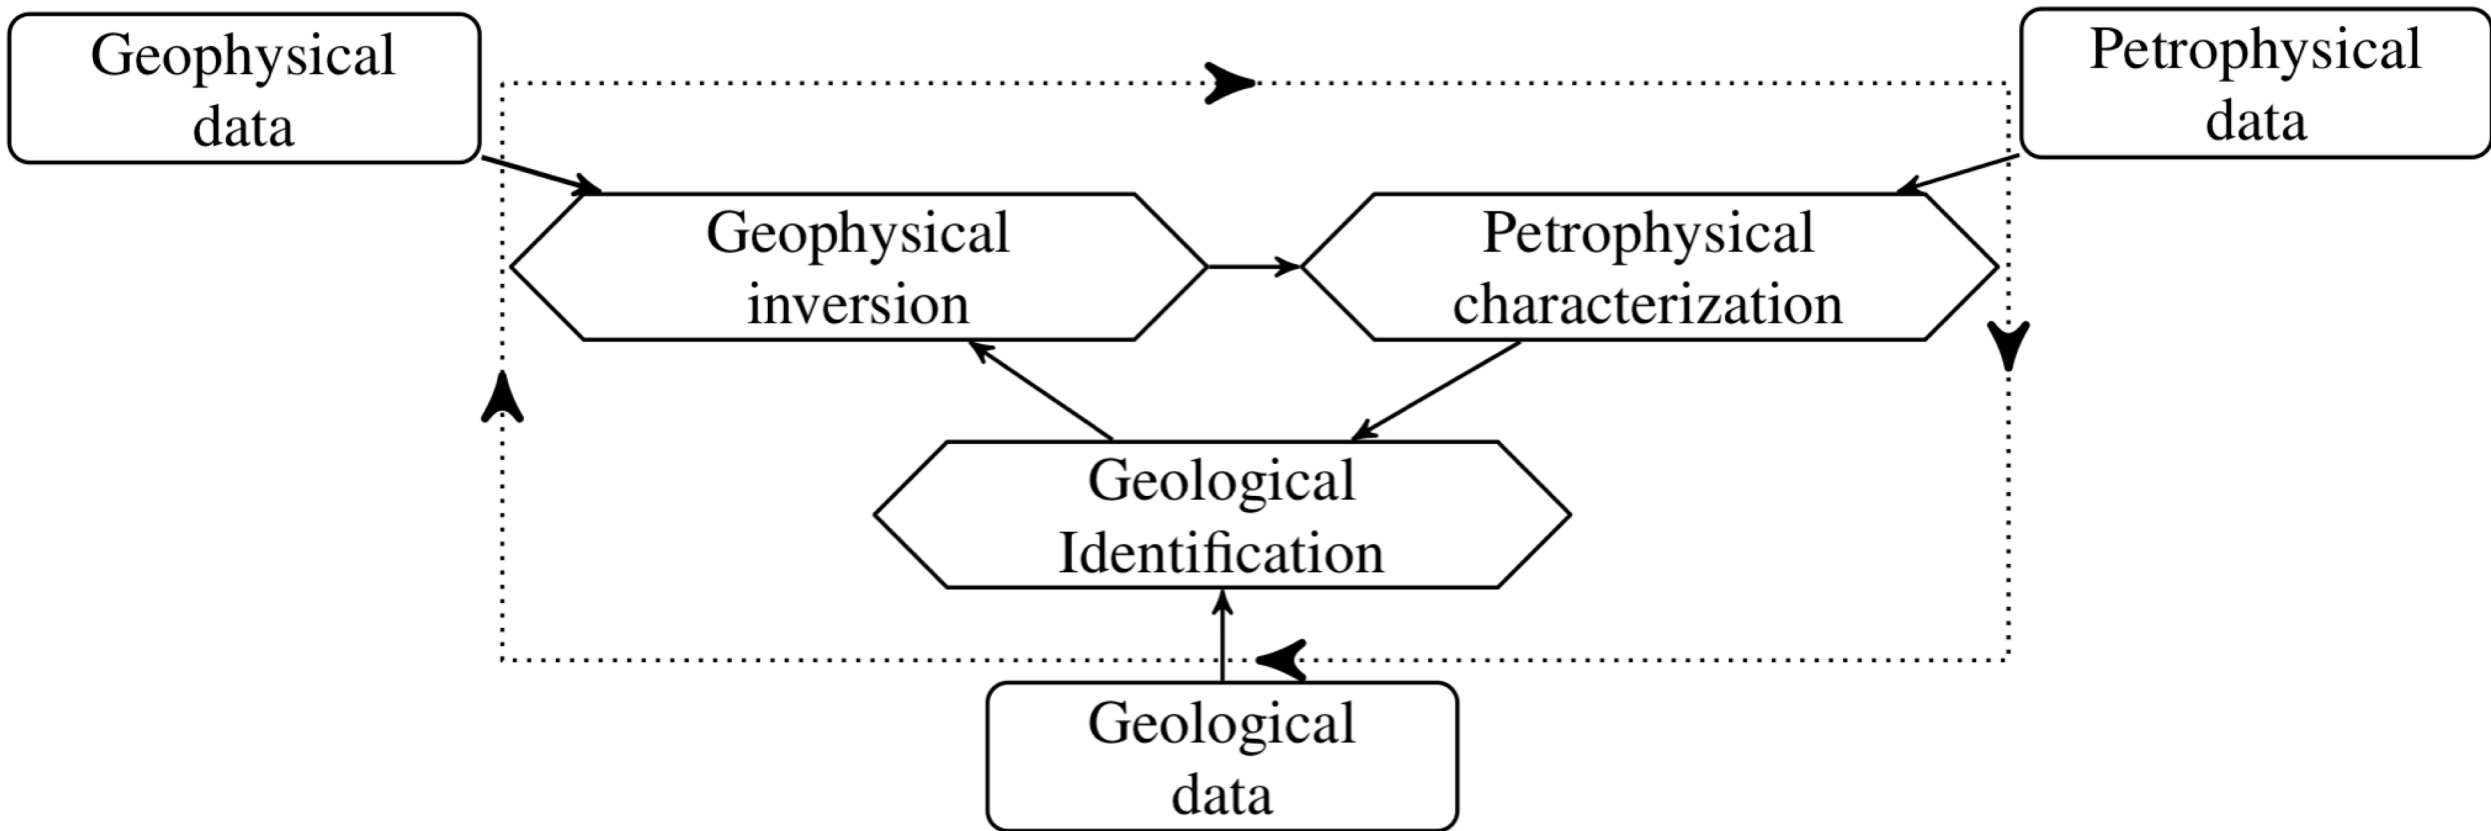 Geophysical
data
Petrophysical
data
Geophysical
inversion
Petrophysical
characterization
Geological
Identification
Geological
data